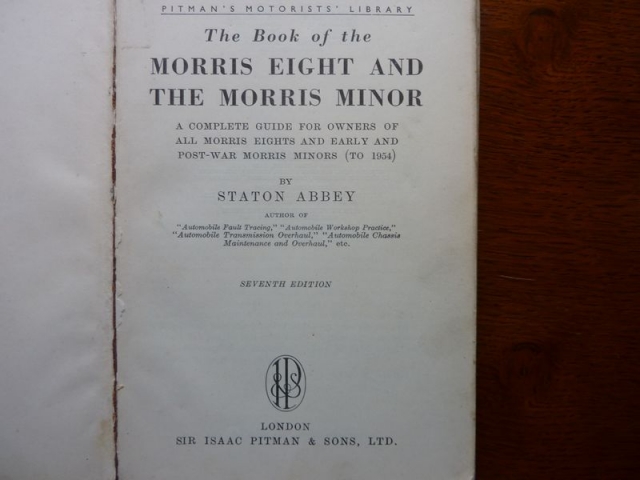 PITMAN'S MOTORISTS' LIBRARY
The Book of the
MORRIS EIGHT AND
THE MORRIS MINOR
A COMPLETE GUIDE FOR OWNERS OF
ALL MORRIS EIGHTS AND EARLY AND
POST-WAR MORRIS MINORS (TO 1954)
BY
STATON ABBEY
AUTHOR OF
"Automobile Fault Tracing," "Automobile Workshop Practice,"
"Automobile Transmission Overhaul," "Automobile Chassis
Maintenance and Overhaul," etc.
SEVENTH EDITION
LONDON
SIR ISAAC PITMAN & SONS, LTD.